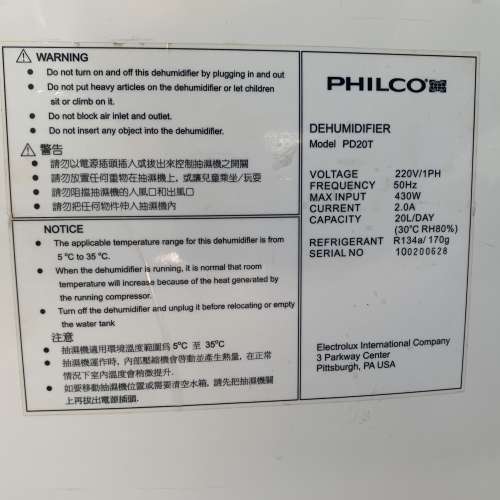 WARNING
● Do not turn on and off this dehumidifier by plugging in and out
● Do not put heavy articles on the dehumidifier or let children
sit or climb on it.
● Do not block air inlet and outlet.
● Do not insert any object into the dehumidifier.
警告
● 請勿以電源插頭插人或拔出來控制抽濕機之開關
● 請勿放置任何重物在抽濕機上，或讓兒童乘坐/玩耍
● 請勿阻擋抽濕機的入風口和出風口
● 請勿把任何物件伸入抽濕機內
NOTICE
● The applicable temperature range for this dehumidifier is from
5 °C to 35 °C.
● When the dehumidifier is running, it is normal that room
temperature will increase because of the heat generated by
the running compressor.
● Turn off the dehumidifier and unplug it before relocating or empty
the water tank
注意
● 抽濕機適用環境溫度範圍爲 5°C 至 35°C
● 抽濕機運作時，內部壓縮機會啓動並產生熱量，在正常
情況下室內溫度會稍微提升.
● 如要移動抽濕機位置或需要清空水箱，請先把抽濕機關
上再拔出電源插頭.
PHILCO
DEHUMIDIFIER
Model PD20T
VOLTAGE 220V/1PH
FREQUENCY 50Hz
MAX INPUT 430W
CURRENT 2.0A
CAPACITY 20L/DAY
(30°C RH80%)
REFRIGERANT R134a/ 170g
SERIAL NO 100200628
Electrolux International Company
3 Parkway Center
Pittsburgh, PA USA